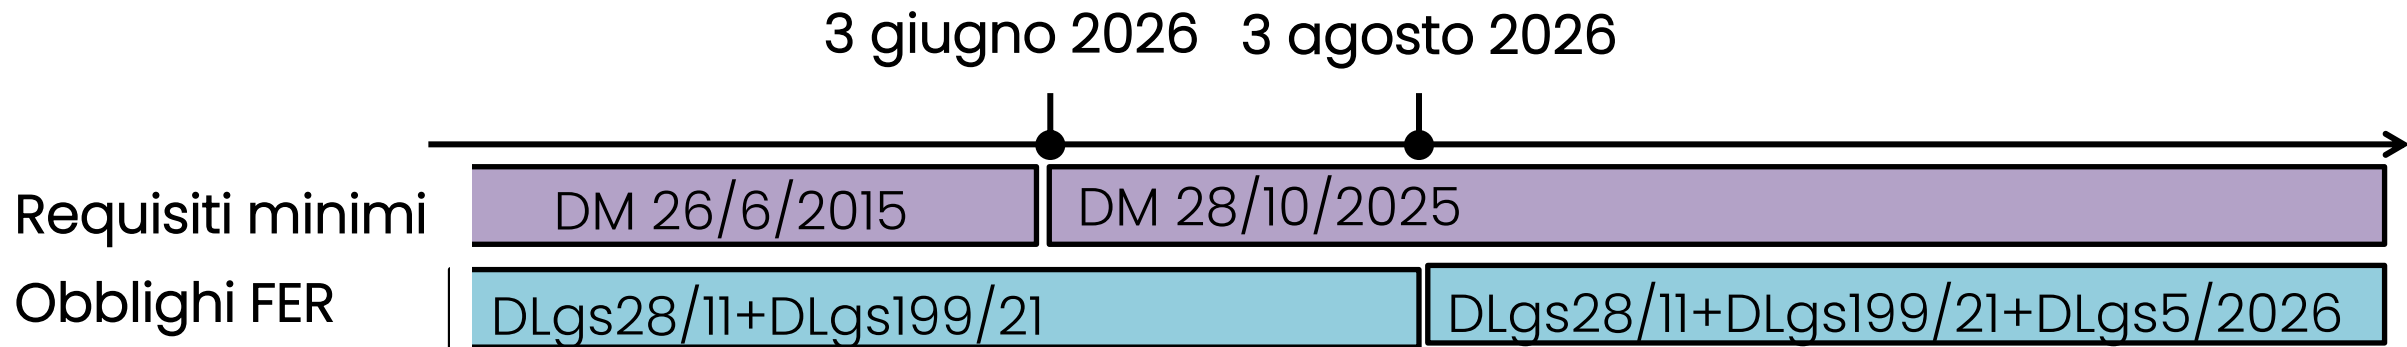 3 giugno 2026 3 agosto 2026
Requisiti minimi DM 26/6/2015 DM 28/10/2025
Obblighi FER DLgs28/11+DLgs199/21 DLgs28/11+DLgs199/21+DLgs5/2026